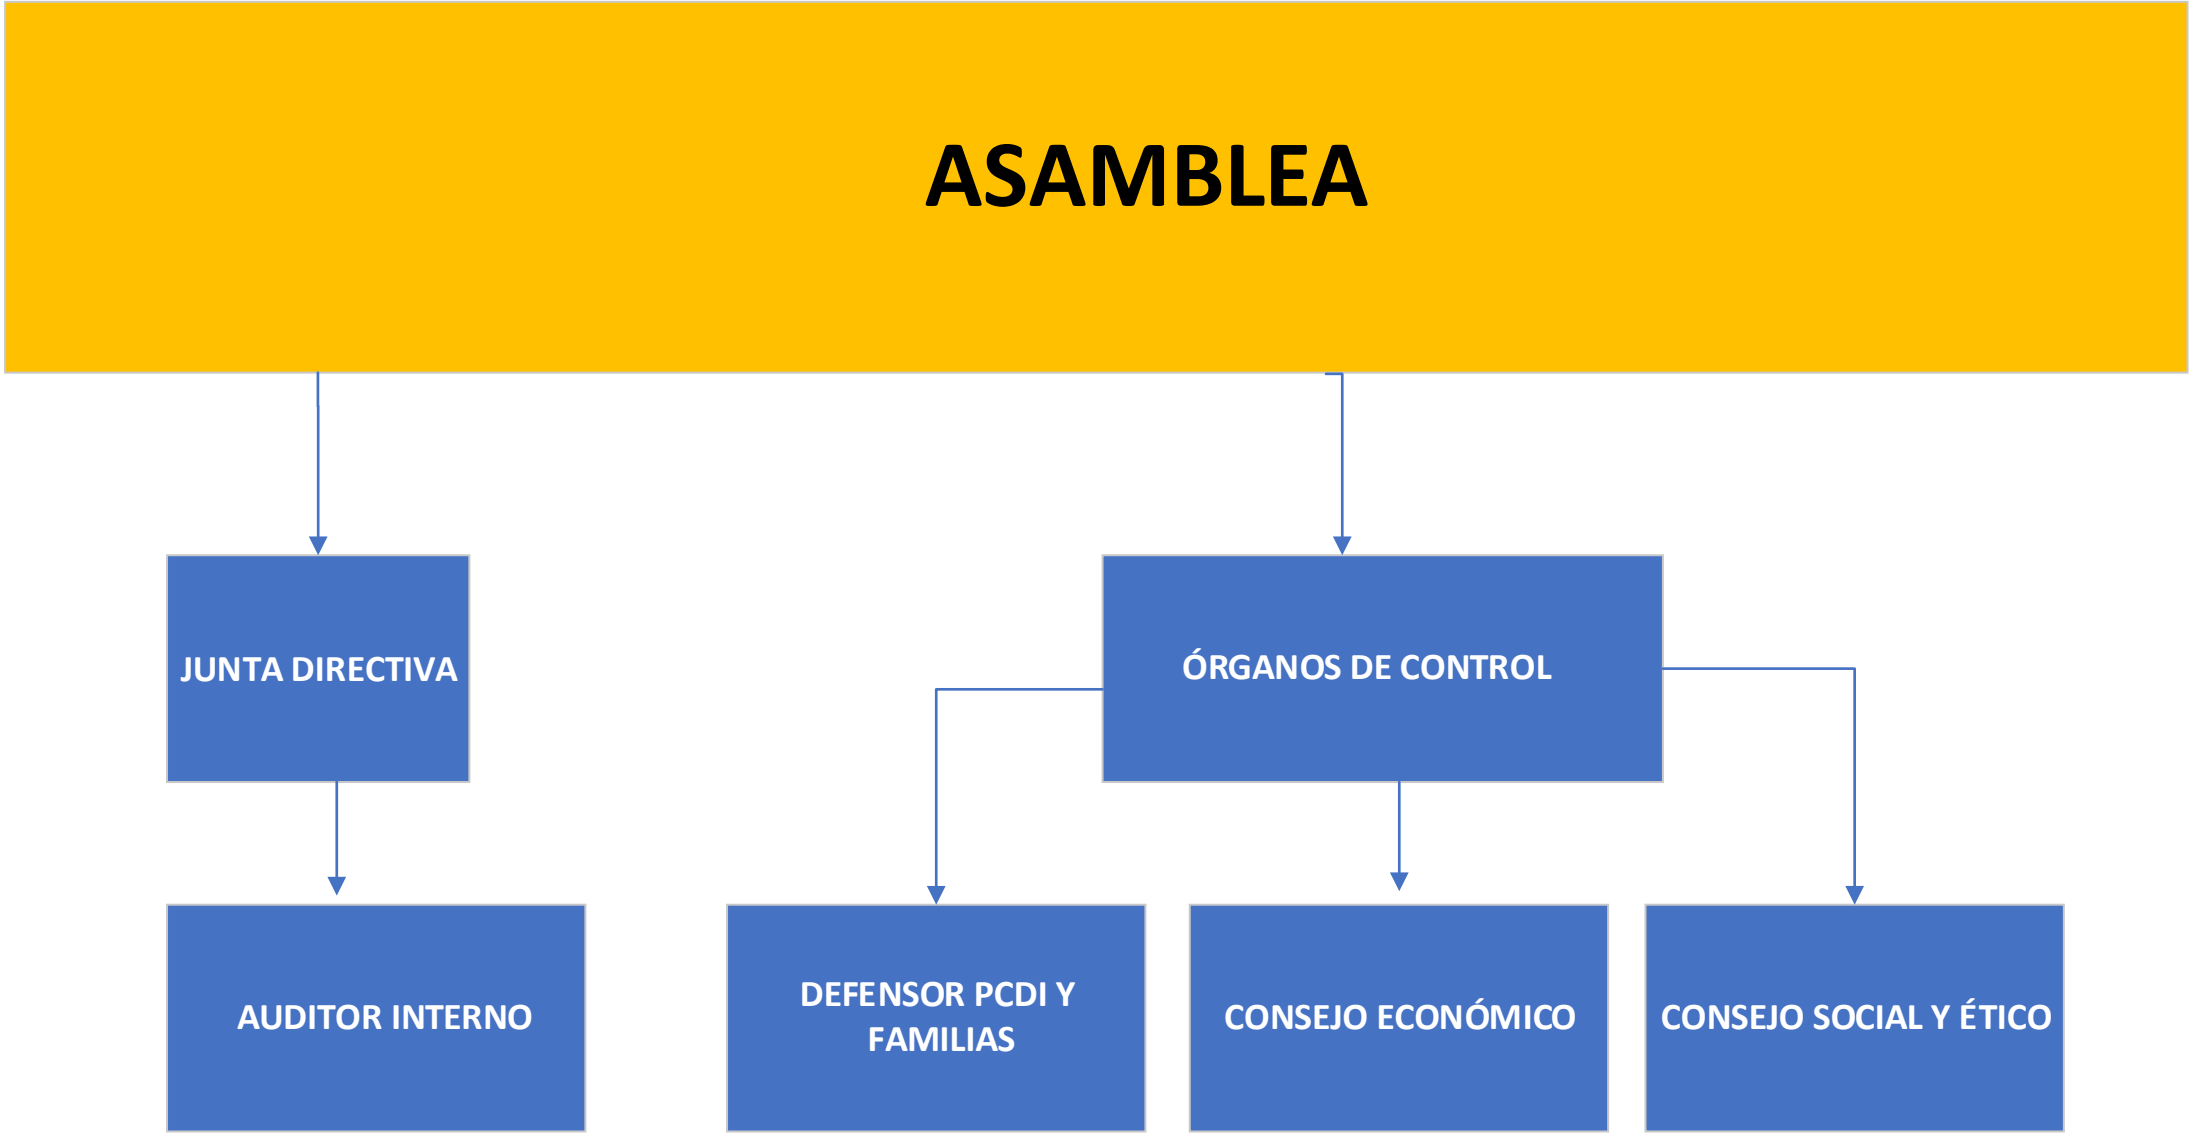 ASAMBLEA
JUNTA DIRECTIVA
ÓRGANOS DE CONTROL
AUDITOR INTERNO
DEFENSOR PCDI Y
FAMILIAS
CONSEJO ECONÓMICO
CONSEJO SOCIAL Y ÉTICO